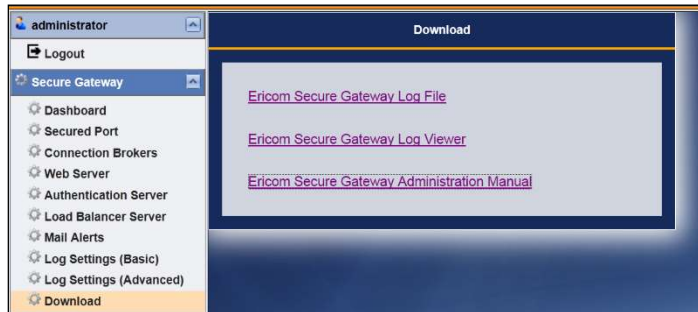 administrator
Logout
Secure Gateway
Dashboard
Secured Port
Connection Brokers
Web Server
Authentication Server
Load Balancer Server
Mail Alerts
Log Settings (Basic)
Log Settings (Advanced)
Download
Download
Ericom Secure Gateway Log File
Ericom Secure Gateway Log Viewer
Ericom Secure Gateway Administration Manual